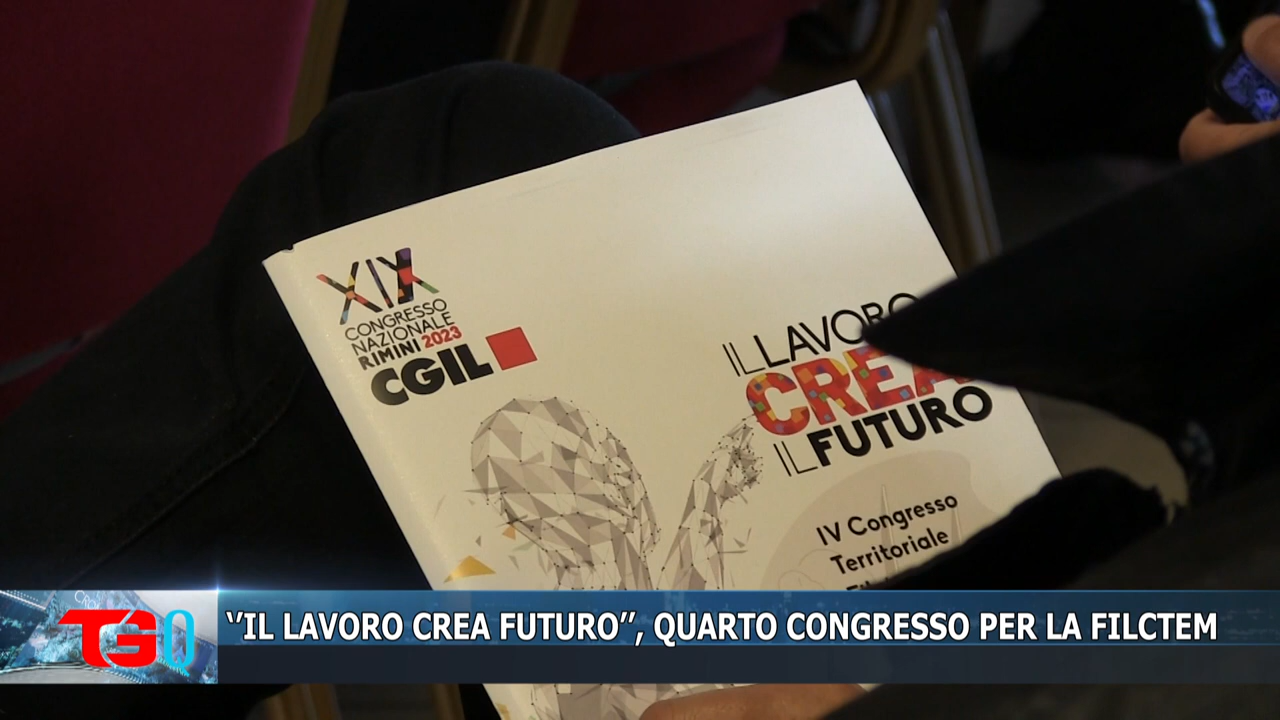 XIX
CONGRESSO
NAZIONALE
RIMINI 2023
CGIL
IL LAVORO
CREA
IL FUTURO
IV Congresso
Territoriale
TG
‘’IL LAVORO CREA FUTURO’’, QUARTO CONGRESSO PER LA FILCTEM